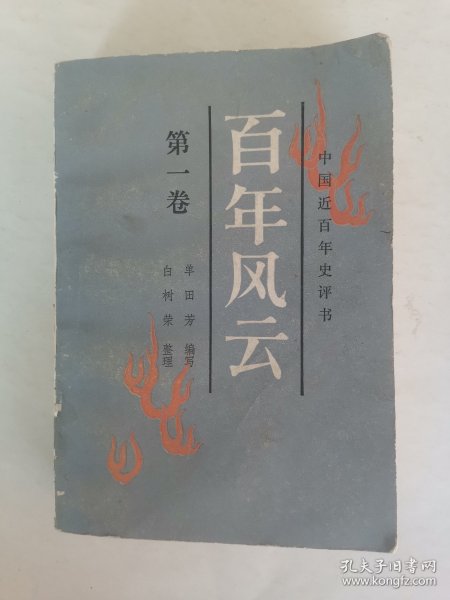 中国近百年史评书
百年风云
第一卷
单田芳 编写
白树荣 整理
孔夫子旧书网
www.kongfz.com